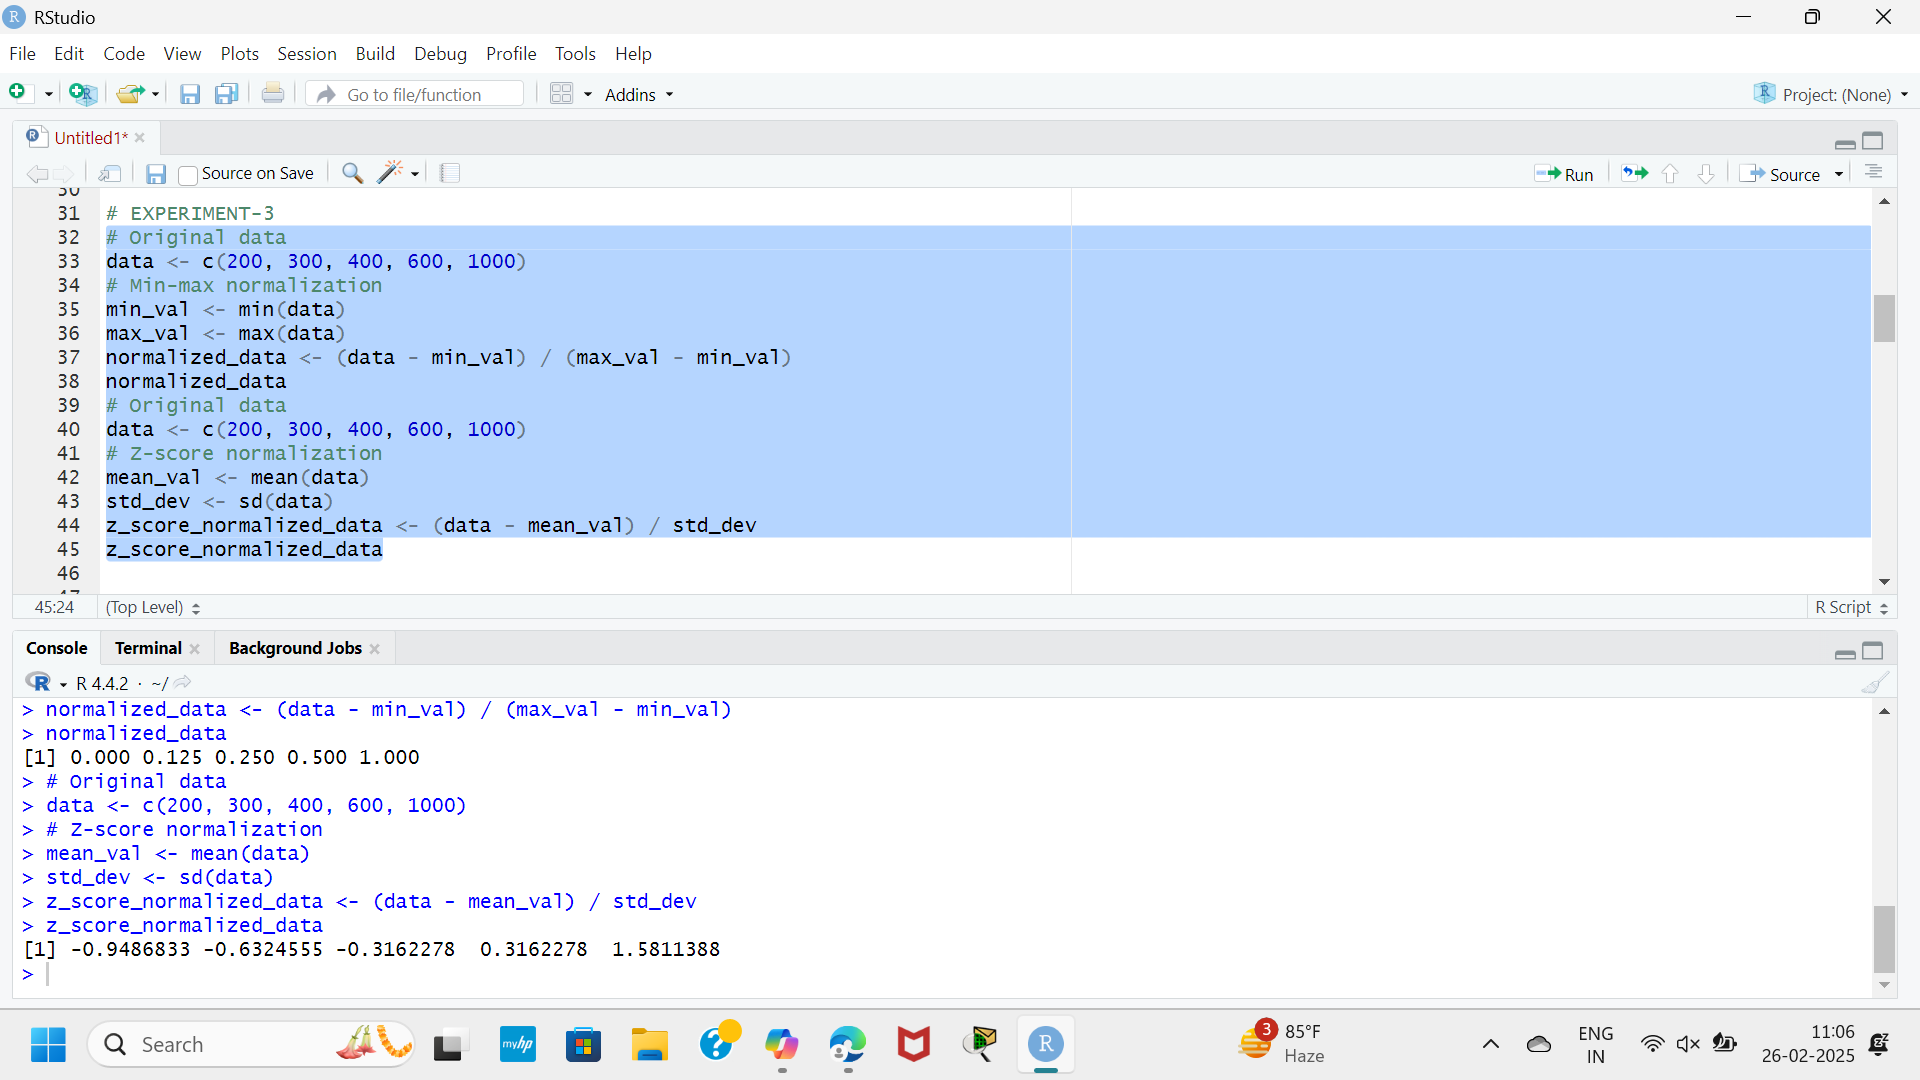 RStudio
File Edit Code View Plots Session Build Debug Profile Tools Help
Go to file/function Addins Project: (None)
Untitled1*
Source on Save Run Source
30
31 # EXPERIMENT-3
32 # Original data
33 data <- c(200, 300, 400, 600, 1000)
34 # Min-max normalization
35 min_val <- min(data)
36 max_val <- max(data)
37 normalized_data <- (data - min_val) / (max_val - min_val)
38 normalized_data
39 # Original data
40 data <- c(200, 300, 400, 600, 1000)
41 # Z-score normalization
42 mean_val <- mean(data)
43 std_dev <- sd(data)
44 z_score_normalized_data <- (data - mean_val) / std_dev
45 z_score_normalized_data
46
47
45:24 (Top Level) R Script
Console Terminal Background Jobs
R 4.4.2 · ~/
> normalized_data <- (data - min_val) / (max_val - min_val)
> normalized_data
[1] 0.000 0.125 0.250 0.500 1.000
> # Original data
> data <- c(200, 300, 400, 600, 1000)
> # Z-score normalization
> mean_val <- mean(data)
> std_dev <- sd(data)
> z_score_normalized_data <- (data - mean_val) / std_dev
> z_score_normalized_data
[1] -0.9486833 -0.6324555 -0.3162278  0.3162278  1.5811388
>
Search myhp R 3 85°F ENG 11:06
Haze IN 26-02-2025